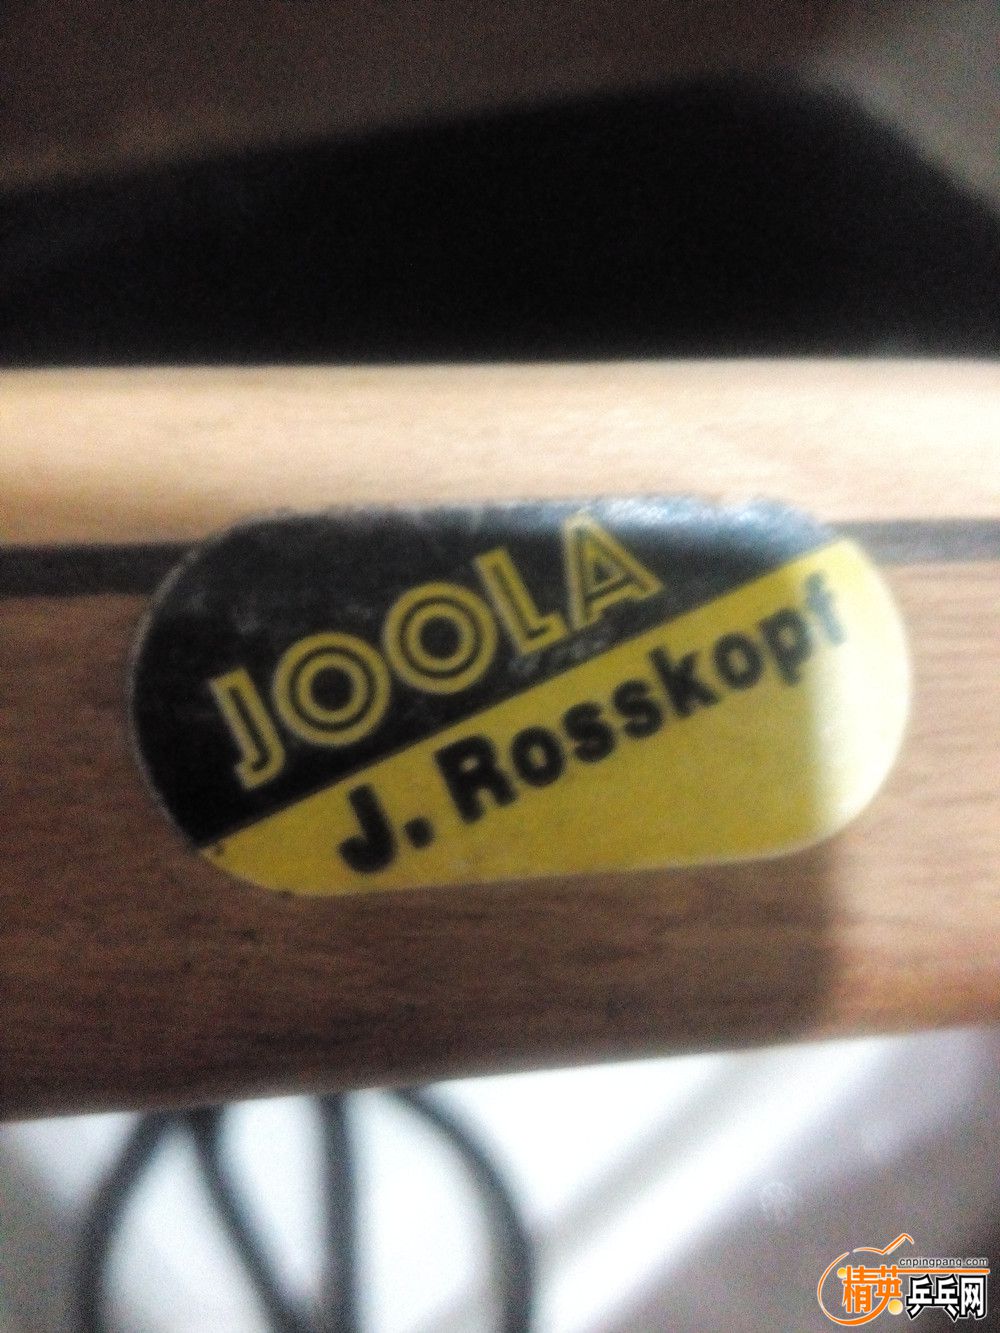 JOOLA
J. Rosskopf
cnpingpang.com
精英乒乓网